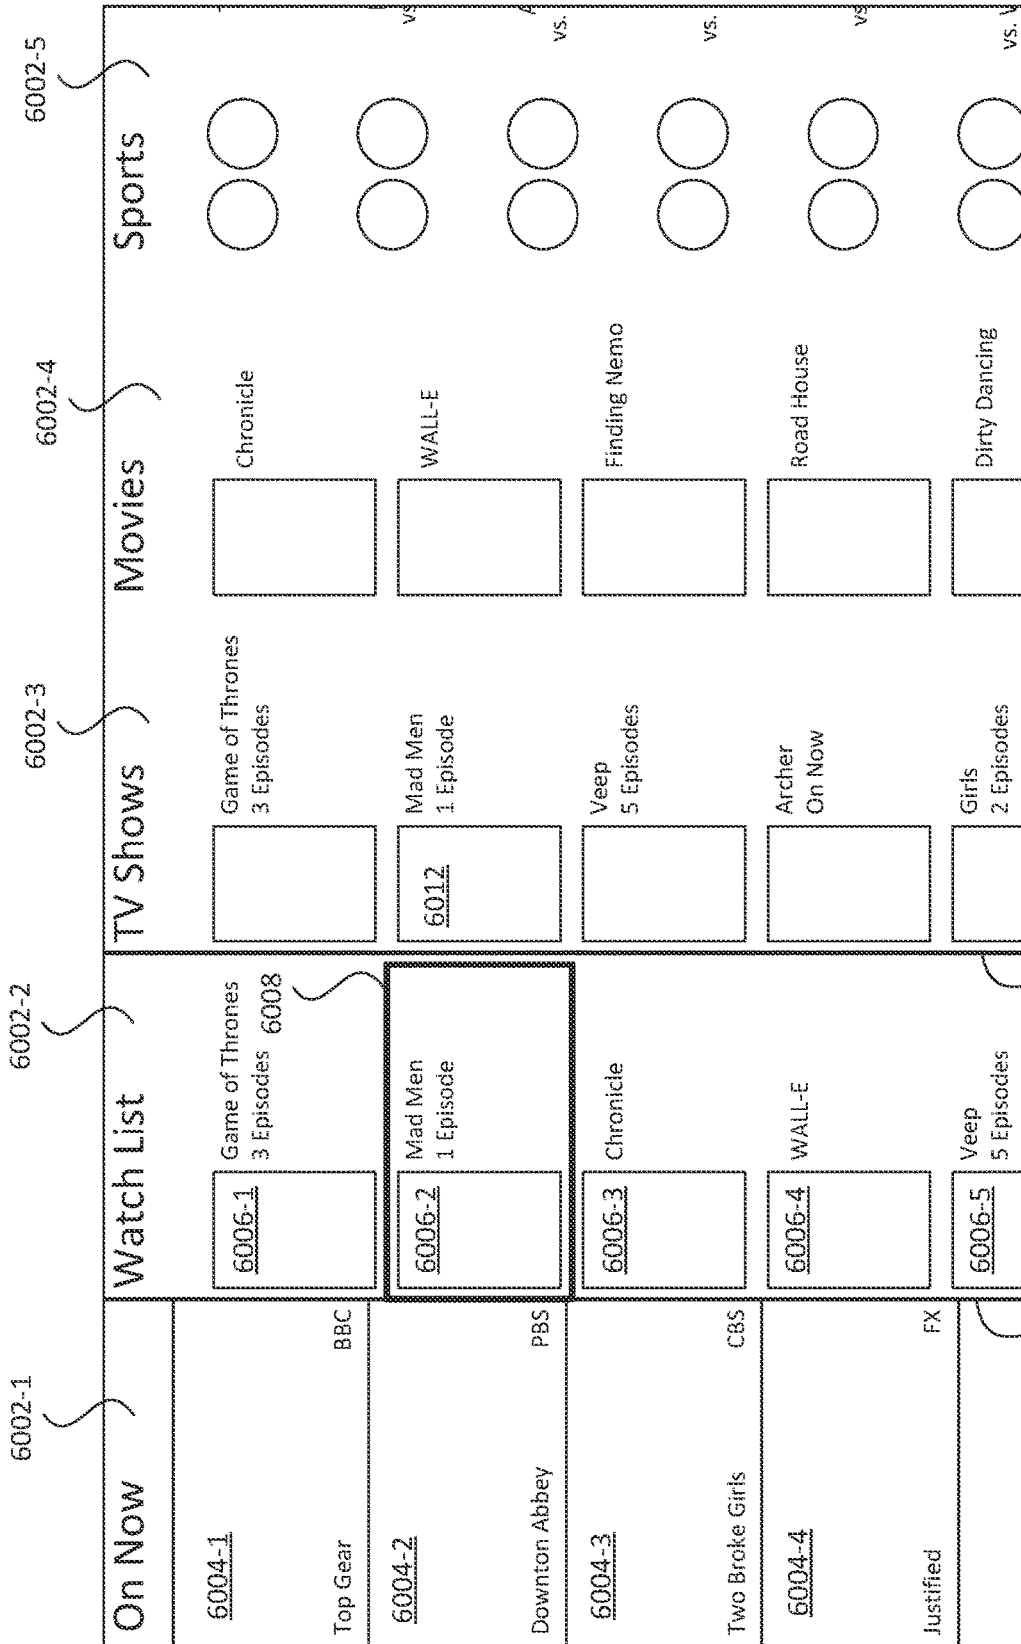 6002-1
6002-2
6002-3
6002-4
6002-5
On Now
6004-1
Top Gear
BBC
6004-2
Downton Abbey
PBS
6004-3
Two Broke Girls
CBS
6004-4
Justified
FX
Watch List
6006-1
Game of Thrones
3 Episodes
6008
6006-2
Mad Men
1 Episode
6006-3
Chronicle
6006-4
WALL-E
6006-5
Veep
5 Episodes
TV Shows
Game of Thrones
3 Episodes
6012
Mad Men
1 Episode
Veep
5 Episodes
Archer
On Now
Girls
2 Episodes
Movies
Chronicle
WALL-E
Finding Nemo
Road House
Dirty Dancing
Sports
vs.
vs.
vs.
vs.